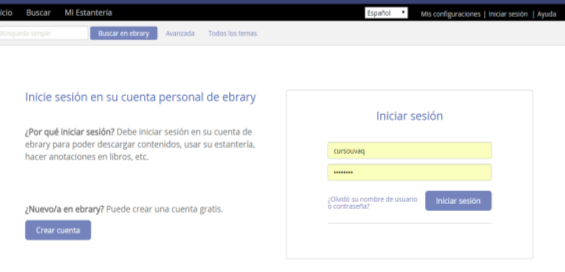 icio Buscar Mi Estantería Español Mis configuraciones | Iniciar sesión | Ayuda
Búsqueda simple Buscar en ebrary Avanzada Todos los temas
Inicie sesión en su cuenta personal de ebrary
¿Por qué iniciar sesión? Debe iniciar sesión en su cuenta de
ebrary para poder descargar contenidos, usar su estantería,
hacer anotaciones en libros, etc.
¿Nuevo/a en ebrary? Puede crear una cuenta gratis.
Crear cuenta
Iniciar sesión
cursouvaq
••••••••
¿Olvidó su nombre de usuario
o contraseña?
Iniciar sesión